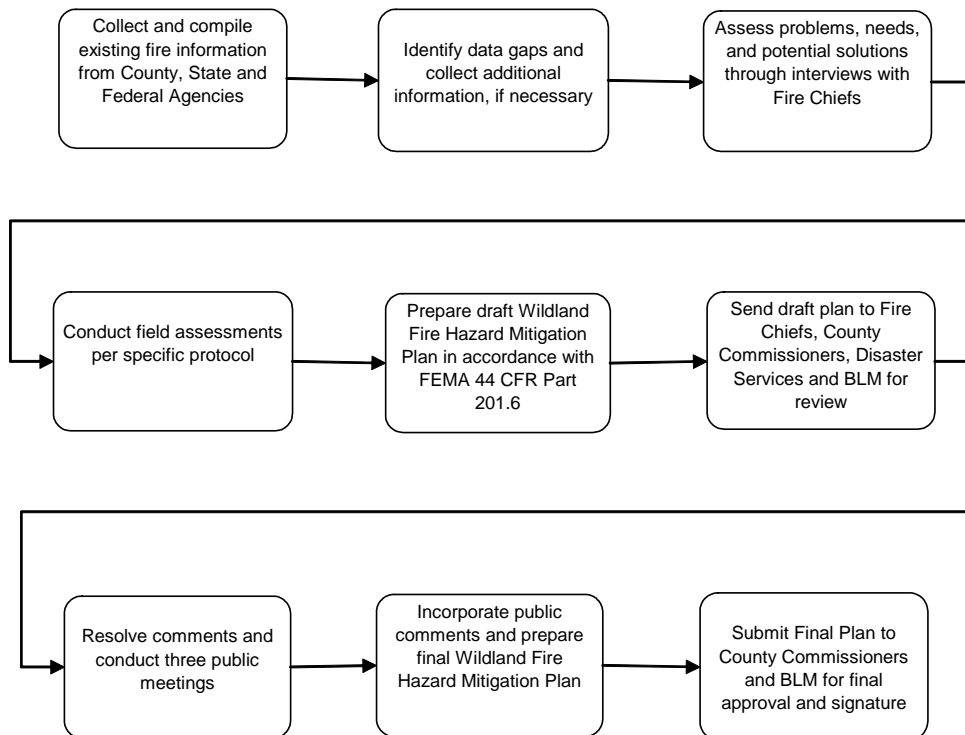 Collect and compile
existing fire information
from County, State and
Federal Agencies
Identify data gaps and
collect additional
information, if necessary
Assess problems, needs,
and potential solutions
through interviews with
Fire Chiefs
Conduct field assessments
per specific protocol
Prepare draft Wildland
Fire Hazard Mitigation
Plan in accordance with
FEMA 44 CFR Part
201.6
Send draft plan to Fire
Chiefs, County
Commissioners, Disaster
Services and BLM for
review
Resolve comments and
conduct three public
meetings
Incorporate public
comments and prepare
final Wildland Fire
Hazard Mitigation Plan
Submit Final Plan to
County Commissioners
and BLM for final
approval and signature